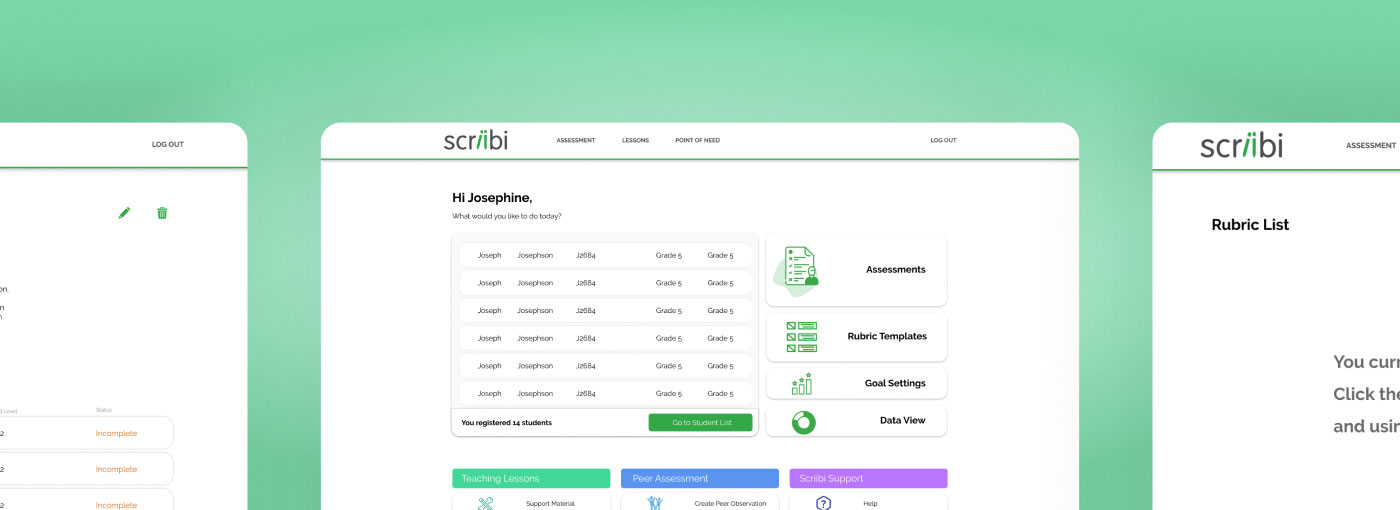 LOG OUT
on.
n
n
d Level
Status
2
Incomplete
2
Incomplete
2
Incomplete
scriibi
ASSESSMENT
LESSONS
POINT OF NEED
LOG OUT
Hi Josephine,
What would you like to do today?
Joseph Josephson J2684 Grade 5 Grade 5
Joseph Josephson J2684 Grade 5 Grade 5
Joseph Josephson J2684 Grade 5 Grade 5
Joseph Josephson J2684 Grade 5 Grade 5
Joseph Josephson J2684 Grade 5 Grade 5
Joseph Josephson J2684 Grade 5 Grade 5
You registered 14 students
Go to Student List
Assessments
Rubric Templates
Goal Settings
Data View
Teaching Lessons
Support Material
Peer Assessment
Create Peer Observation
Scriibi Support
Help
scriibi
ASSESSMENT
Rubric List
You curr
Click the
and usin